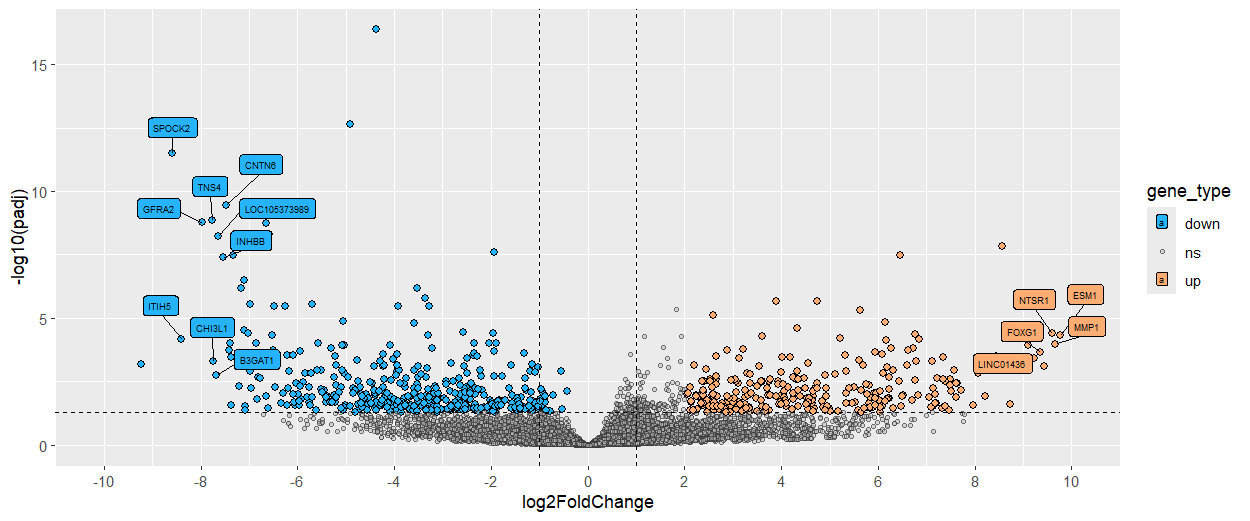 15
10
5
0
-log10(padj)
-10
-8
-6
-4
-2
0
2
4
6
8
10
log2FoldChange
SPOCK2
CNTN6
TNS4
GFRA2
LOC105373989
INHBB
ITIH5
CHI3L1
B3GAT1
ESM1
NTSR1
MMP1
FOXG1
LINC01436
gene_type
a down
ns
a up